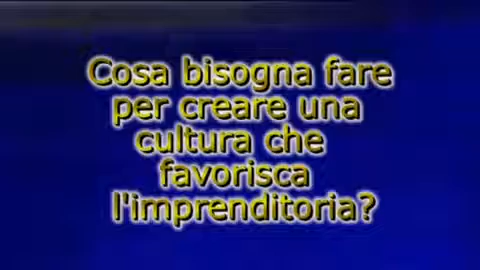 Cosa bisogna fare
per creare una
cultura che
favorisca
l'imprenditoria?